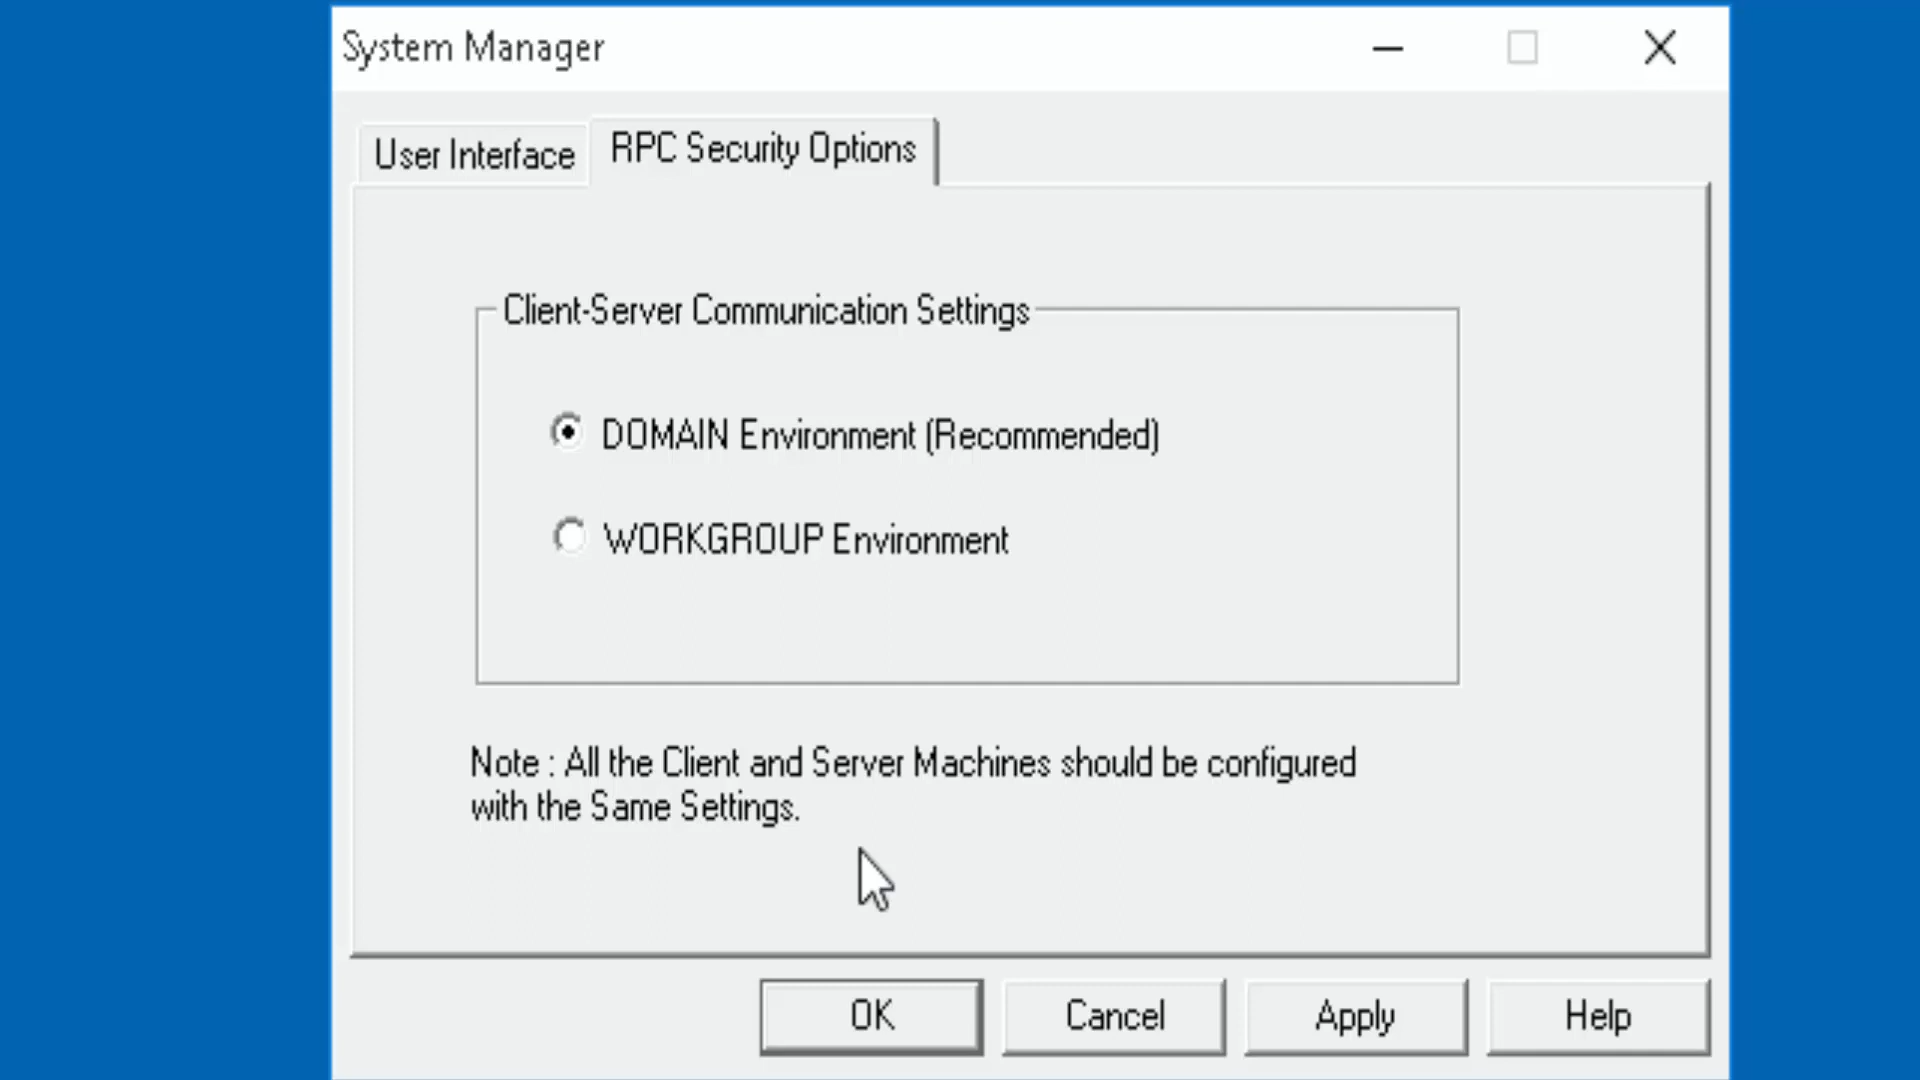 System Manager
User Interface
RPC Security Options
Client-Server Communication Settings
DOMAIN Environment (Recommended)
WORKGROUP Environment
Note : All the Client and Server Machines should be configured
with the Same Settings.
OK
Cancel
Apply
Help